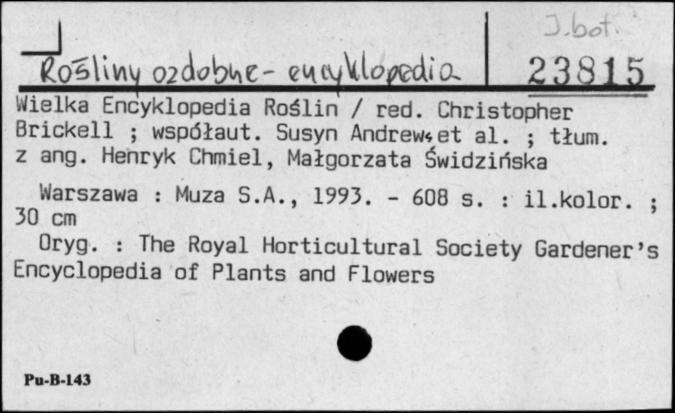 J.bot.
Rośliny ozdobne - encyklopedia 23815
Wielka Encyklopedia Roślin / red. Christopher
Brickell ; współaut. Susyn Andrews et al. ; tłum.
z ang. Henryk Chmiel, Małgorzata Świdzińska
Warszawa : Muza S.A., 1993. - 608 s. : il.kolor. ;
30 cm
Oryg. : The Royal Horticultural Society Gardener's
Encyclopedia of Plants and Flowers
Pu-B-143